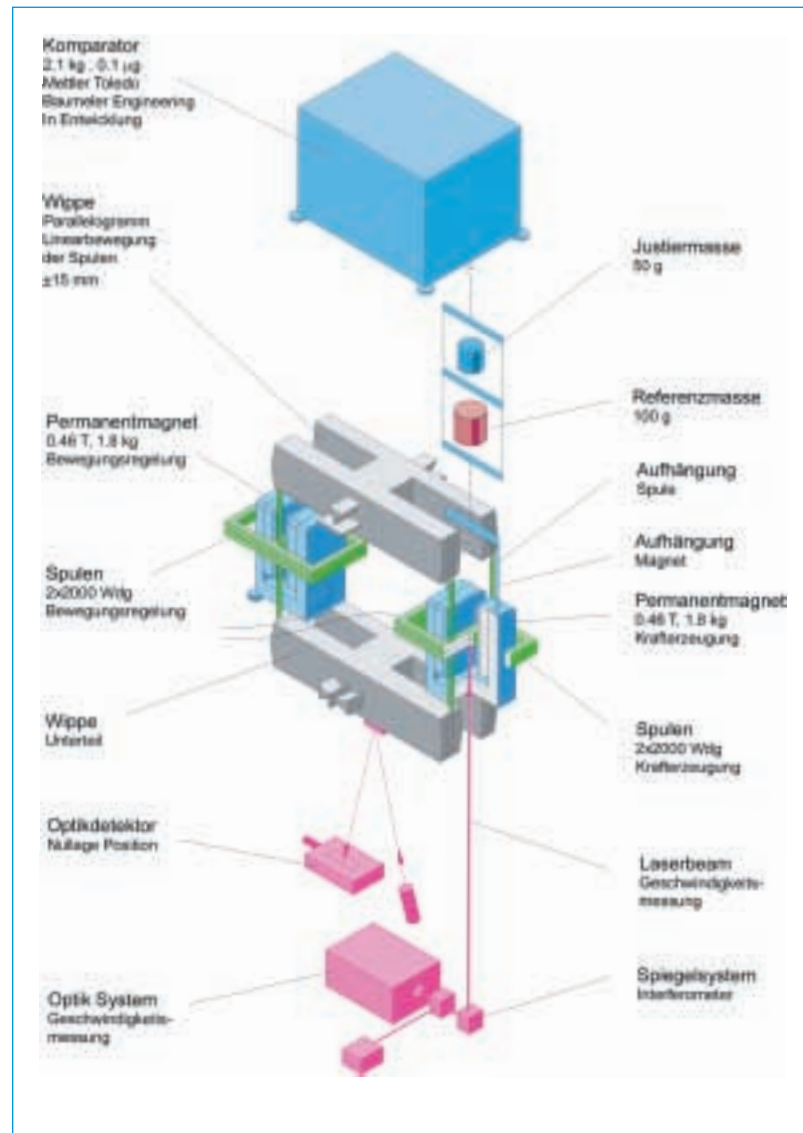 Komparator
2.1 kg , 0.1 µg
Mettler Toledo
Baumeler Engineering
In Entwicklung
Wippe
Parallelogramm
Linearbewegung
der Spulen
±15 mm
Permanentmagnet
0.46 T, 1.8 kg
Bewegungsregelung
Spulen
2x2000 Wdg
Bewegungsregelung
Wippe
Unterteil
Optikdetektor
Nullage Position
Optik System
Geschwindigkeits-
messung
Justiermasse
50 g
Referenzmasse
100 g
Aufhängung
Spule
Aufhängung
Magnet
Permanentmagnet
0.46 T, 1.8 kg
Krafterzeugung
Spulen
2x2000 Wdg
Krafterzeugung
Laserbeam
Geschwindigkeits-
messung
Spiegelsystem
Interferometer